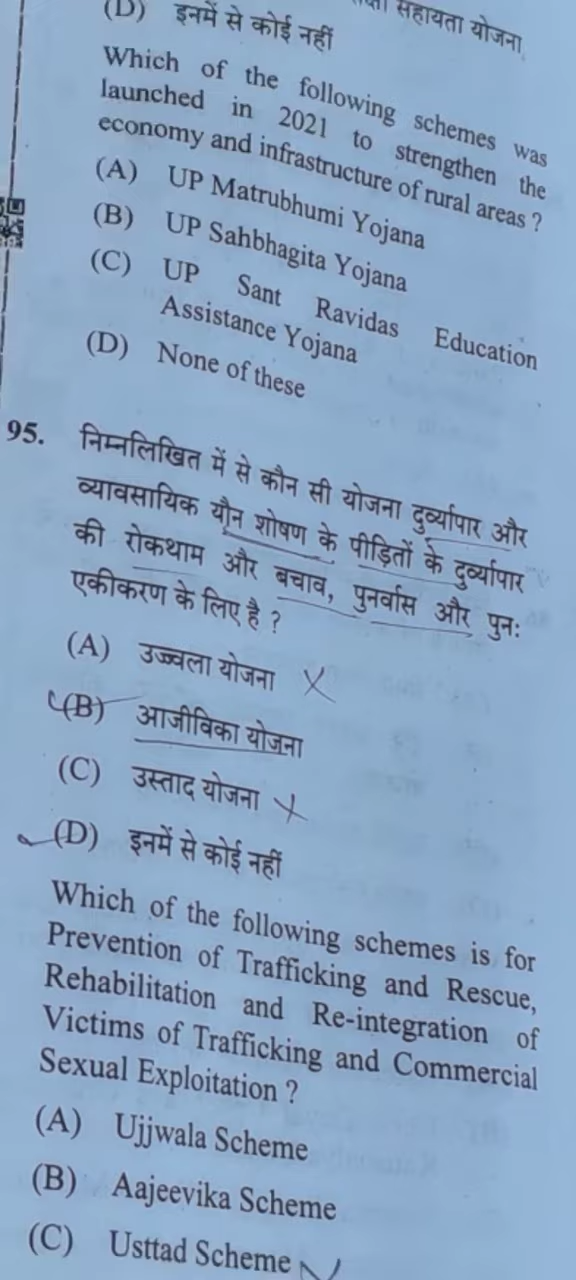 (D) इनमें से कोई नहीं
सहायता योजना
Which of the following schemes was
launched in 2021 to strengthen the
economy and infrastructure of rural areas ?
(A) UP Matrubhumi Yojana
(B) UP Sahbhagita Yojana
(C) UP Sant Ravidas Education
Assistance Yojana
(D) None of these
95. निम्नलिखित में से कौन सी योजना दुर्व्यापार और
व्यावसायिक यौन शोषण के पीड़ितों के दुर्व्यापार
की रोकथाम और बचाव, पुनर्वास और पुनः
एकीकरण के लिए है ?
(A) उज्ज्वला योजना
(B) आजीविका योजना
(C) उस्ताद योजना
(D) इनमें से कोई नहीं
Which of the following schemes is for
Prevention of Trafficking and Rescue,
Rehabilitation and Re-integration of
Victims of Trafficking and Commercial
Sexual Exploitation ?
(A) Ujjwala Scheme
(B) Aajeevika Scheme
(C) Usttad Scheme